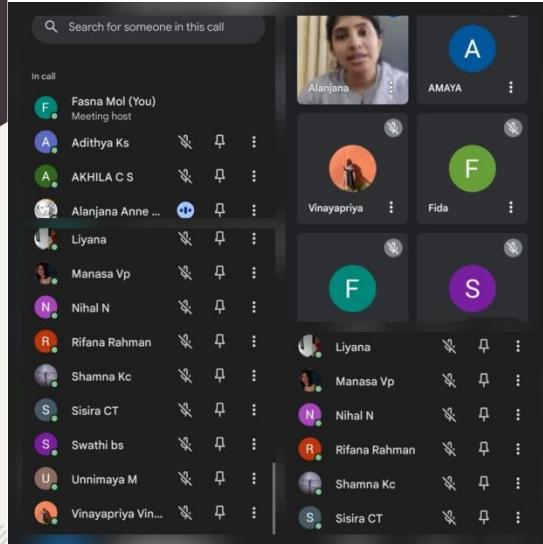 Search for someone in this call
In call
F Fasna Mol (You)
Meeting host
A Adithya Ks
A AKHILA C S
Alanjana Anne ...
Liyana
Manasa Vp
N Nihal N
R Rifana Rahman
Shamna Kc
S Sisira CT
S Swathi bs
U Unnimaya M
Vinayapriya Vin...
Alanjana
A
AMAYA
Vinayapriya
F
Fida
F
S
Liyana
Manasa Vp
N Nihal N
R Rifana Rahman
Shamna Kc
S Sisira CT